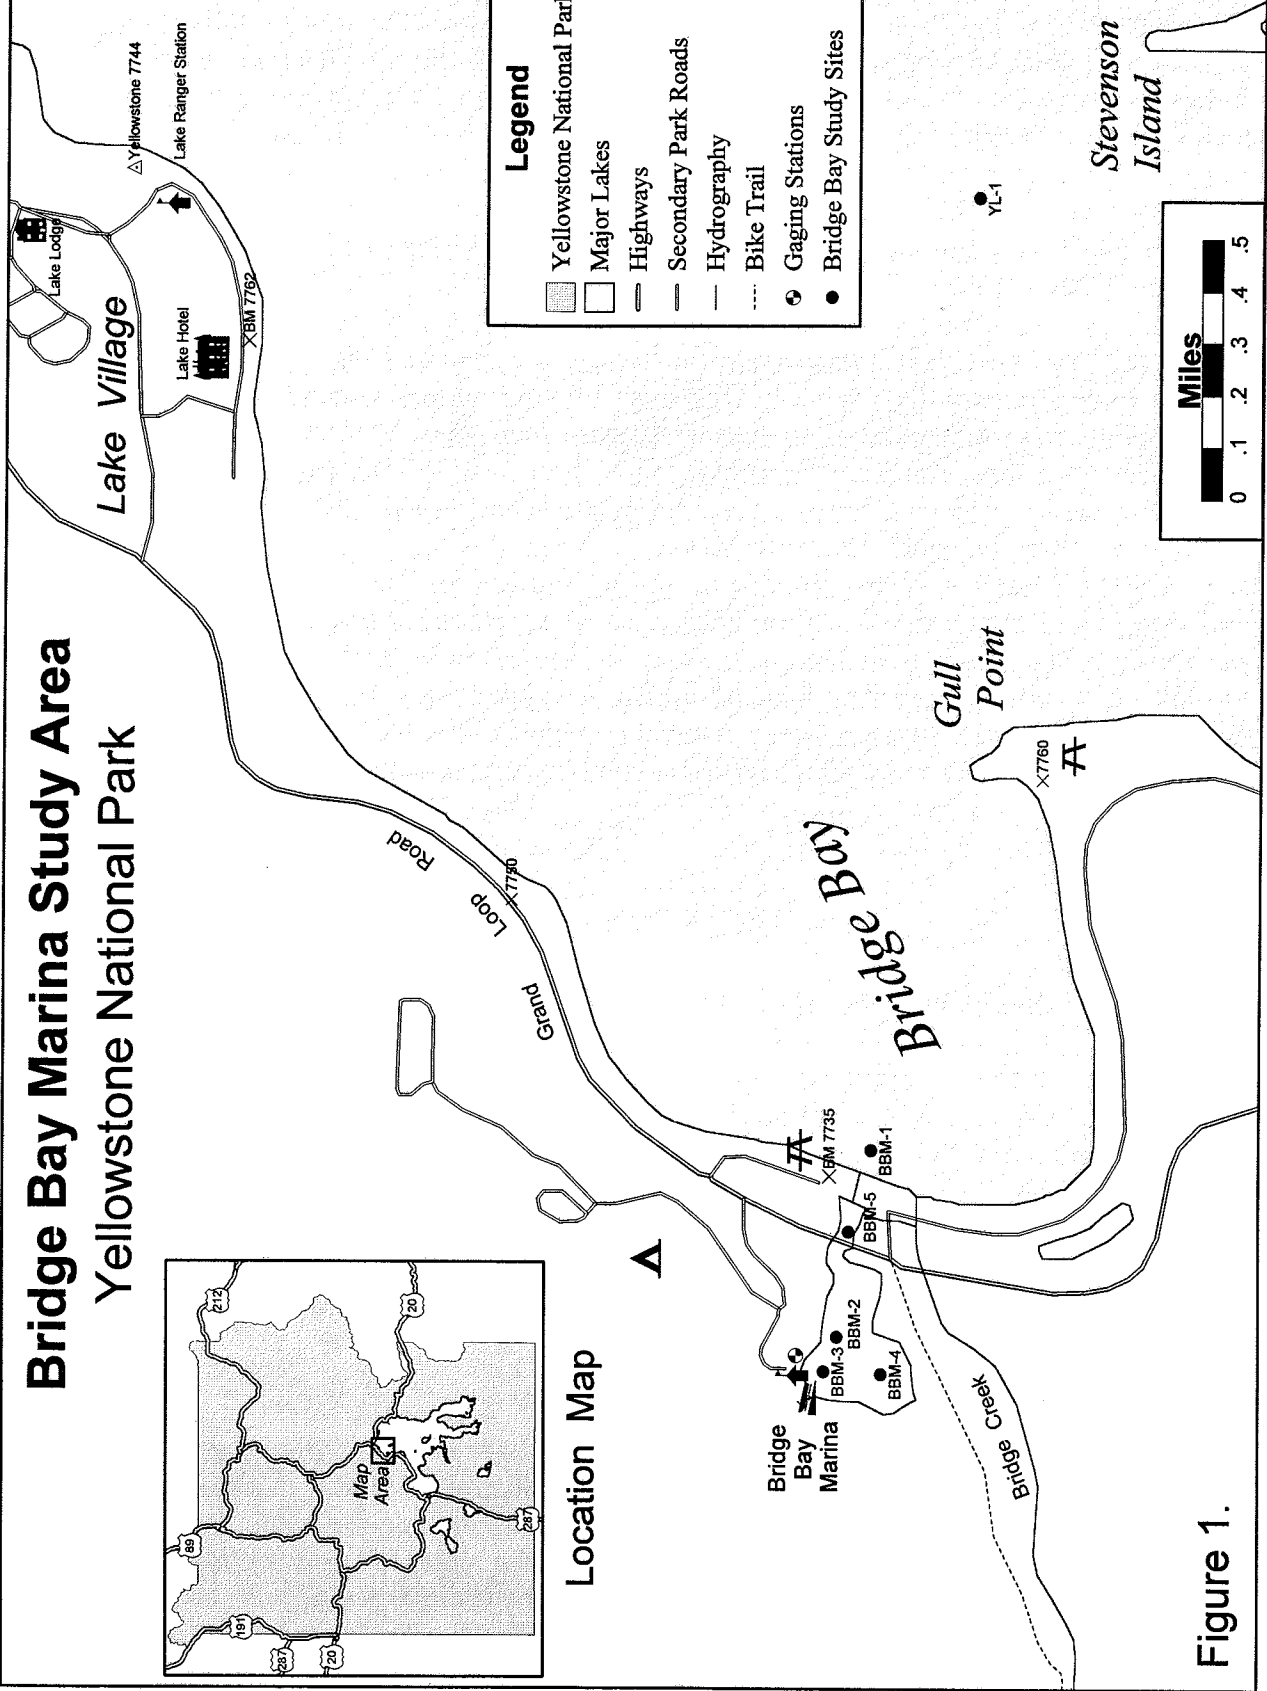 Bridge Bay Marina Study Area
Yellowstone National Park
212
89
191
287
20
20
287
Map
Area
Location Map
Lake Village
Lake Lodge
Lake Hotel
Yellowstone 7744
Lake Ranger Station
BM 7762
Grand
Loop
Road
7750
Bridge Bay
BM 7735
BBM-1
BBM-5
BBM-2
BBM-3
BBM-4
Bridge
Bay
Marina
Bridge Creek
Gull
Point
7760
Stevenson
Island
YL-1
Legend
Yellowstone National Park
Major Lakes
Highways
Secondary Park Roads
Hydrography
Bike Trail
Gaging Stations
Bridge Bay Study Sites
Miles
0 .1 .2 .3 .4 .5
Figure 1.